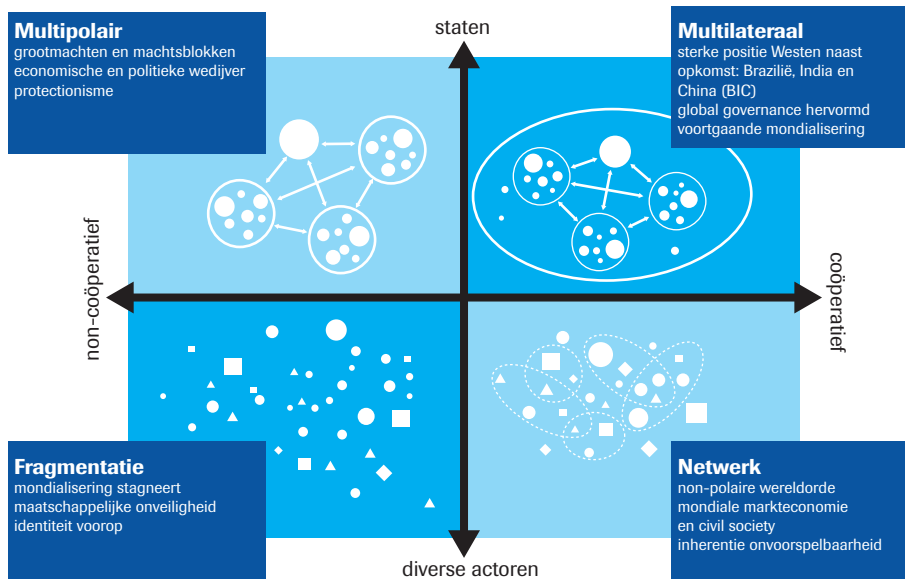 staten
Multipolair
grootmachten en machtsblokken
economische en politieke wedijver
protectionisme
Multilateraal
sterke positie Westen naast
opkomst: Brazilië, India en
China (BIC)
global governance hervormd
voortgaande mondialisering
non-coöperatief
coöperatief
Fragmentatie
mondialisering stagneert
maatschappelijke onveiligheid
identiteit voorop
Netwerk
non-polaire wereldorde
mondiale markteconomie
en civil society
inherentie onvoorspelbaarheid
diverse actoren